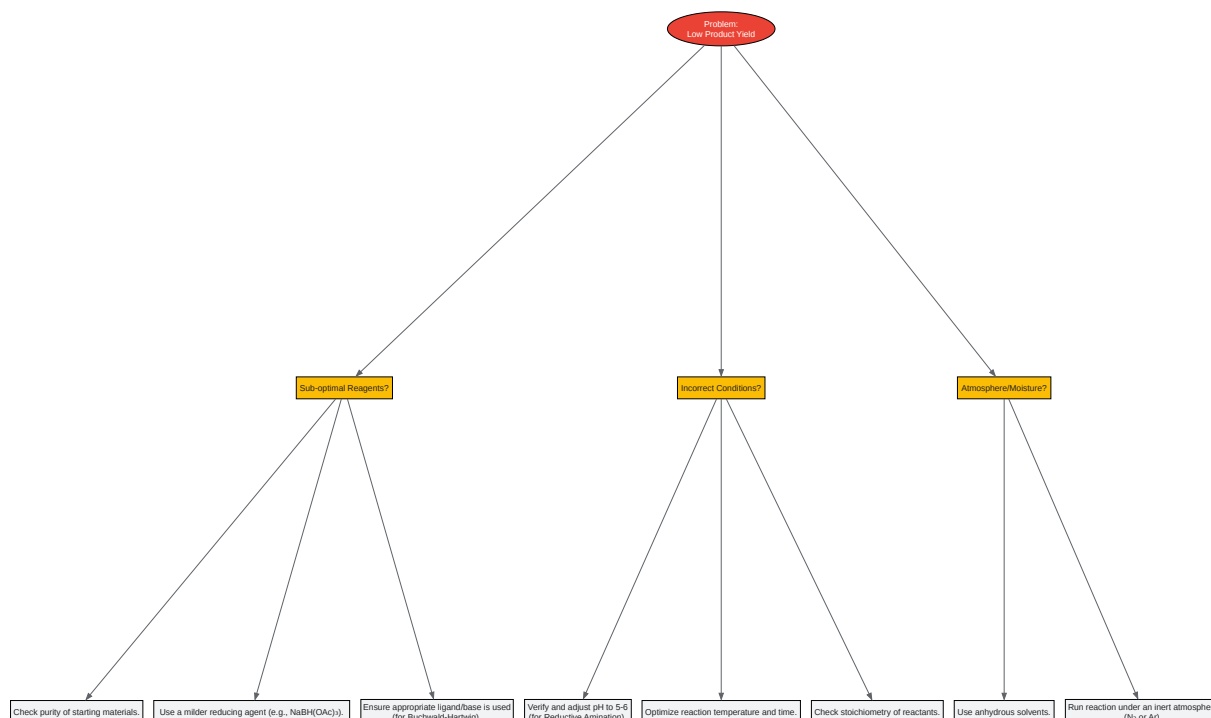 Problem:
Low Product Yield
Sub-optimal Reagents?
Incorrect Conditions?
Atmosphere/Moisture?
Check purity of starting materials.
Use a milder reducing agent (e.g., NaBH(OAc)₃).
Ensure appropriate ligand/base is used
(for Buchwald-Hartwig).
Verify and adjust pH to 5-6
(for Reductive Amination).
Optimize reaction temperature and time.
Check stoichiometry of reactants.
Use anhydrous solvents.
Run reaction under an inert atmosphere
(N₂ or Ar).